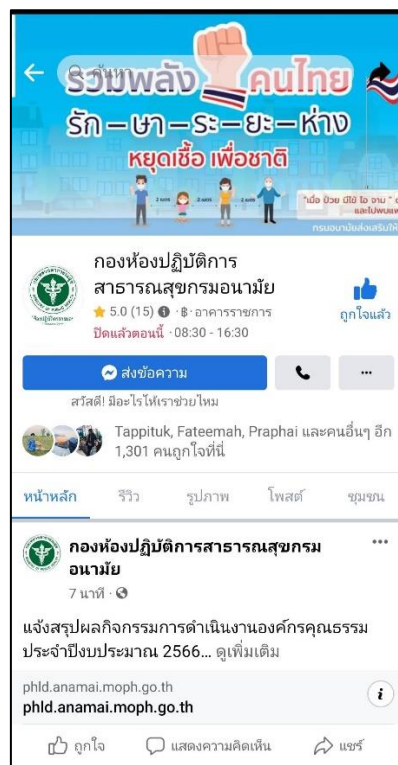 ค้นหา
รวมพลัง คนไทย
รัก – ษา – ระ – ยะ – ห่าง
หยุดเชื้อ เพื่อชาติ
กองห้องปฏิบัติการ
สาธารณสุขกรมอนามัย
5.0 (15) · ฿ · อาคารราชการ
ปิดแล้วตอนนี้ · 08:30 - 16:30
ถูกใจแล้ว
ส่งข้อความ
สวัสดี! มีอะไรให้เราช่วยไหม
Tappituk, Fateemah, Praphai และคนอื่นๆ อีก
1,301 คนถูกใจที่นี่
หน้าหลัก รีวิว รูปภาพ โพสต์ ชุมชน
กองห้องปฏิบัติการสาธารณสุขกรม
อนามัย
7 นาที ·
แจ้งสรุปผลกิจกรรมการดำเนินงานองค์กรคุณธรรม
ประจำปีงบประมาณ 2566... ดูเพิ่มเติม
phld.anamai.moph.go.th
phld.anamai.moph.go.th
ถูกใจ แสดงความคิดเห็น แชร์